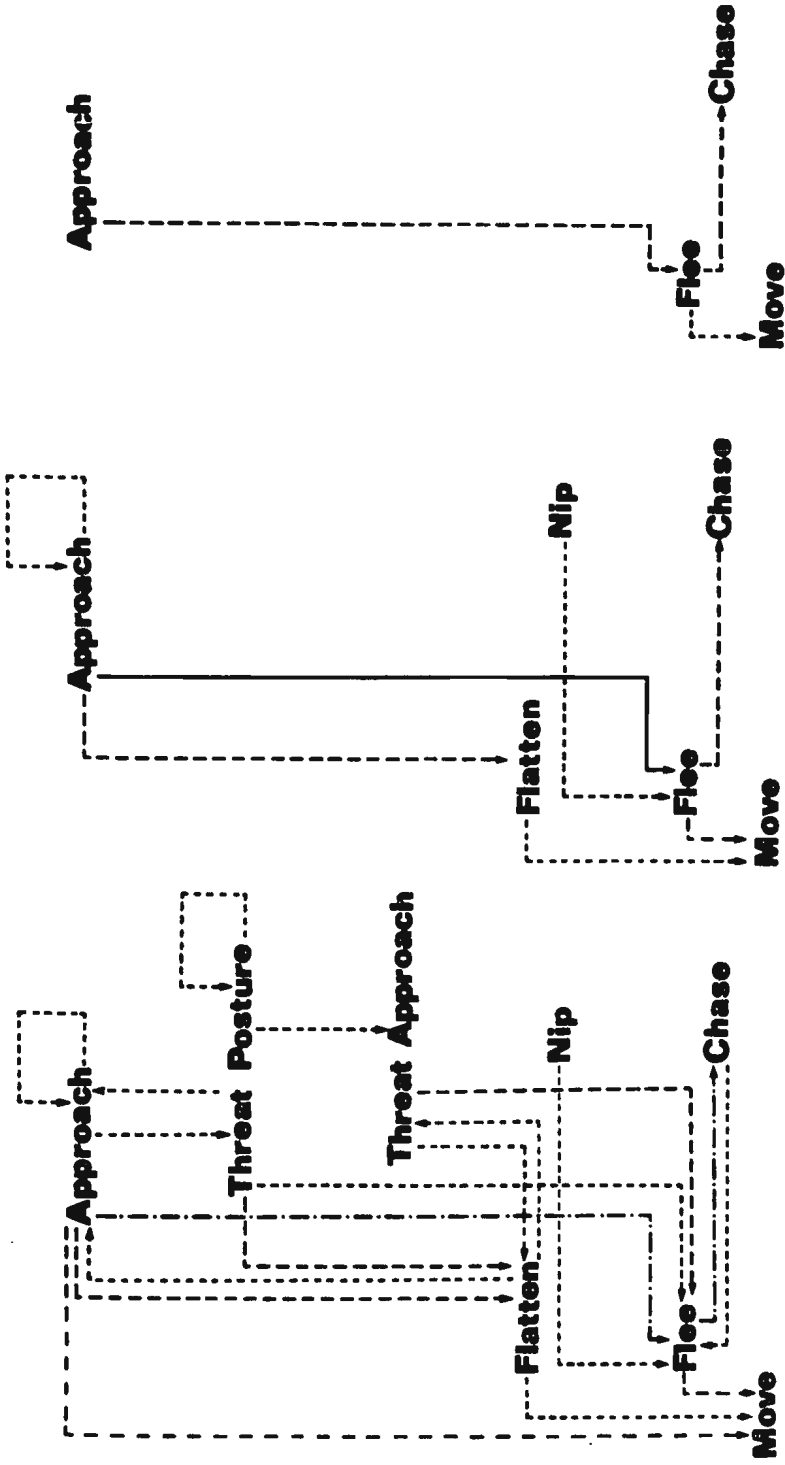 Approach
Threat Posture
Threat Approach
Nip
Flatten
Flee
Chase
Move
Approach
Nip
Flatten
Flee
Chase
Move
Approach
Flee
Chase
Move